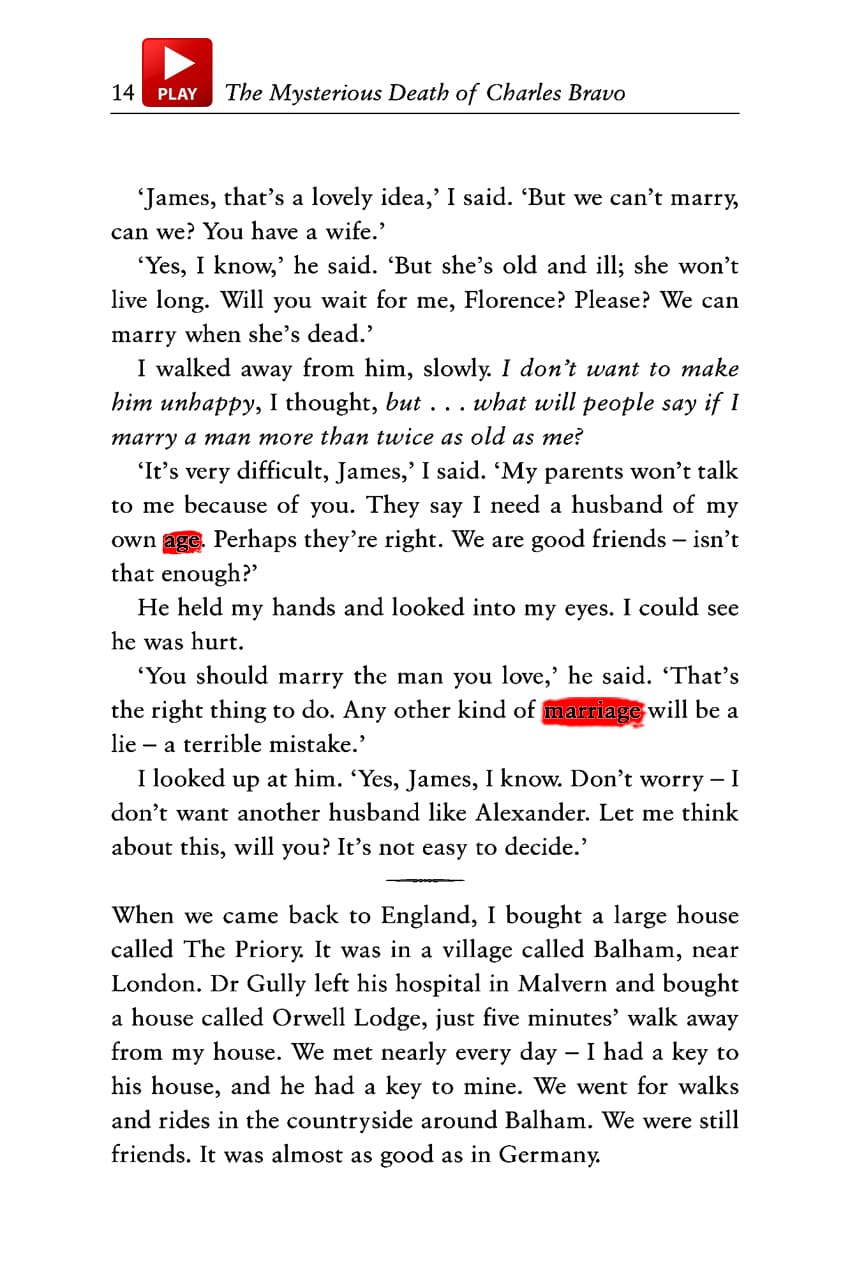 14 PLAY The Mysterious Death of Charles Bravo
‘James, that’s a lovely idea,’ I said. ‘But we can’t marry,
can we? You have a wife.’
‘Yes, I know,’ he said. ‘But she’s old and ill; she won’t
live long. Will you wait for me, Florence? Please? We can
marry when she’s dead.’
I walked away from him, slowly. I don’t want to make
him unhappy, I thought, but . . . what will people say if I
marry a man more than twice as old as me?
‘It’s very difficult, James,’ I said. ‘My parents won’t talk
to me because of you. They say I need a husband of my
own age. Perhaps they’re right. We are good friends – isn’t
that enough?’
He held my hands and looked into my eyes. I could see
he was hurt.
‘You should marry the man you love,’ he said. ‘That’s
the right thing to do. Any other kind of marriage will be a
lie – a terrible mistake.’
I looked up at him. ‘Yes, James, I know. Don’t worry – I
don’t want another husband like Alexander. Let me think
about this, will you? It’s not easy to decide.’
When we came back to England, I bought a large house
called The Priory. It was in a village called Balham, near
London. Dr Gully left his hospital in Malvern and bought
a house called Orwell Lodge, just five minutes’ walk away
from my house. We met nearly every day – I had a key to
his house, and he had a key to mine. We went for walks
and rides in the countryside around Balham. We were still
friends. It was almost as good as in Germany.